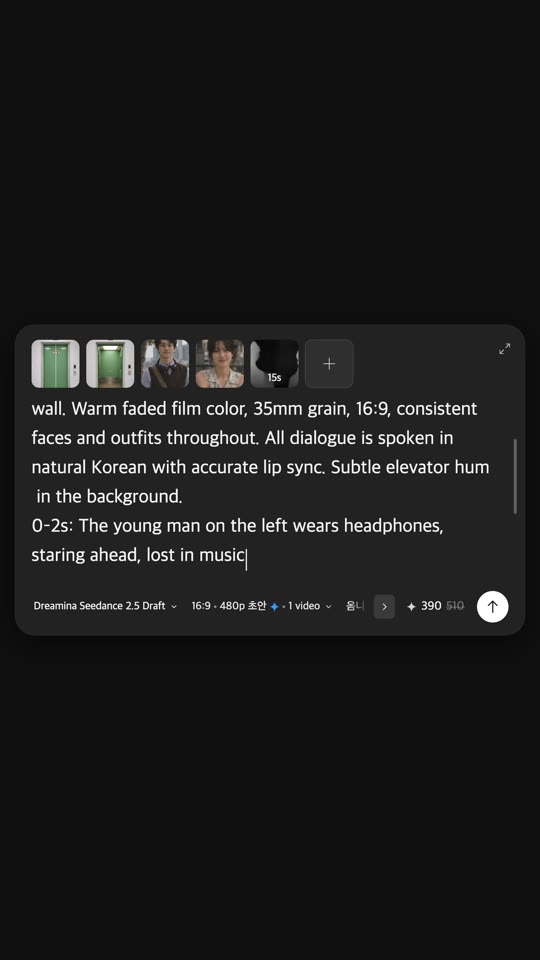 15s
wall. Warm faded film color, 35mm grain, 16:9, consistent
faces and outfits throughout. All dialogue is spoken in
natural Korean with accurate lip sync. Subtle elevator hum
in the background.
0-2s: The young man on the left wears headphones,
staring ahead, lost in music
Dreamina Seedance 2.5 Draft 16:9 • 480p 초안 • 1 video 옴니 390 510